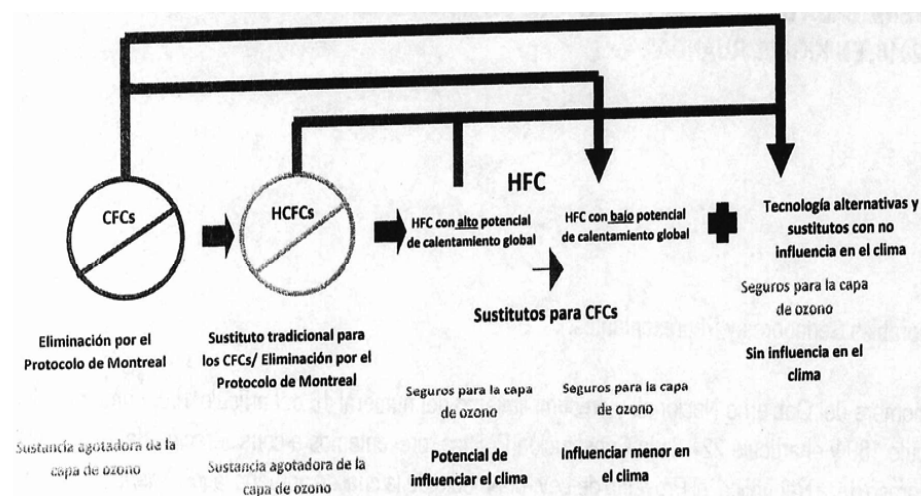 CFCs
HCFCs
HFC
HFC con alto potencial
de calentamiento global
HFC con bajo potencial
de calentamiento global
Tecnología alternativas y
sustitutos con no
influencia en el clima
Seguros para la capa
de ozono
Sin influencia en el
clima
Sustitutos para CFCs
Eliminación por el
Protocolo de Montreal
Sustituto tradicional para
los CFCs/ Eliminación por el
Protocolo de Montreal
Seguros para la capa
de ozono
Seguros para la capa
de ozono
Sustancia agotadora de la
capa de ozono
Sustancia agotadora de la
capa de ozono
Potencial de
influenciar el clima
Influenciar menor en
el clima